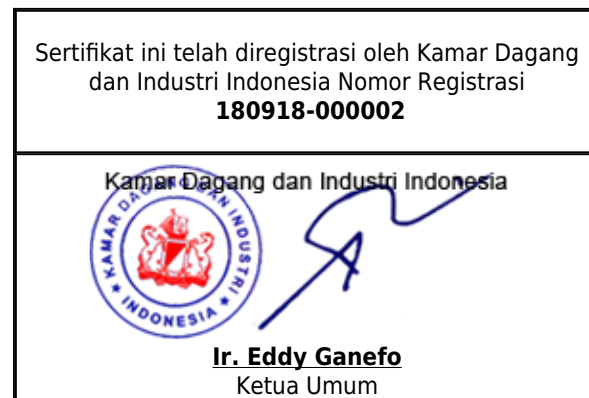 Sertifikat ini telah diregistrasi oleh Kamar Dagang
dan Industri Indonesia Nomor Registrasi
180918-000002
Kamar Dagang dan Industri Indonesia
KAMAR DAGANG DAN INDUSTRI
INDONESIA
Ir. Eddy Ganefo
Ketua Umum